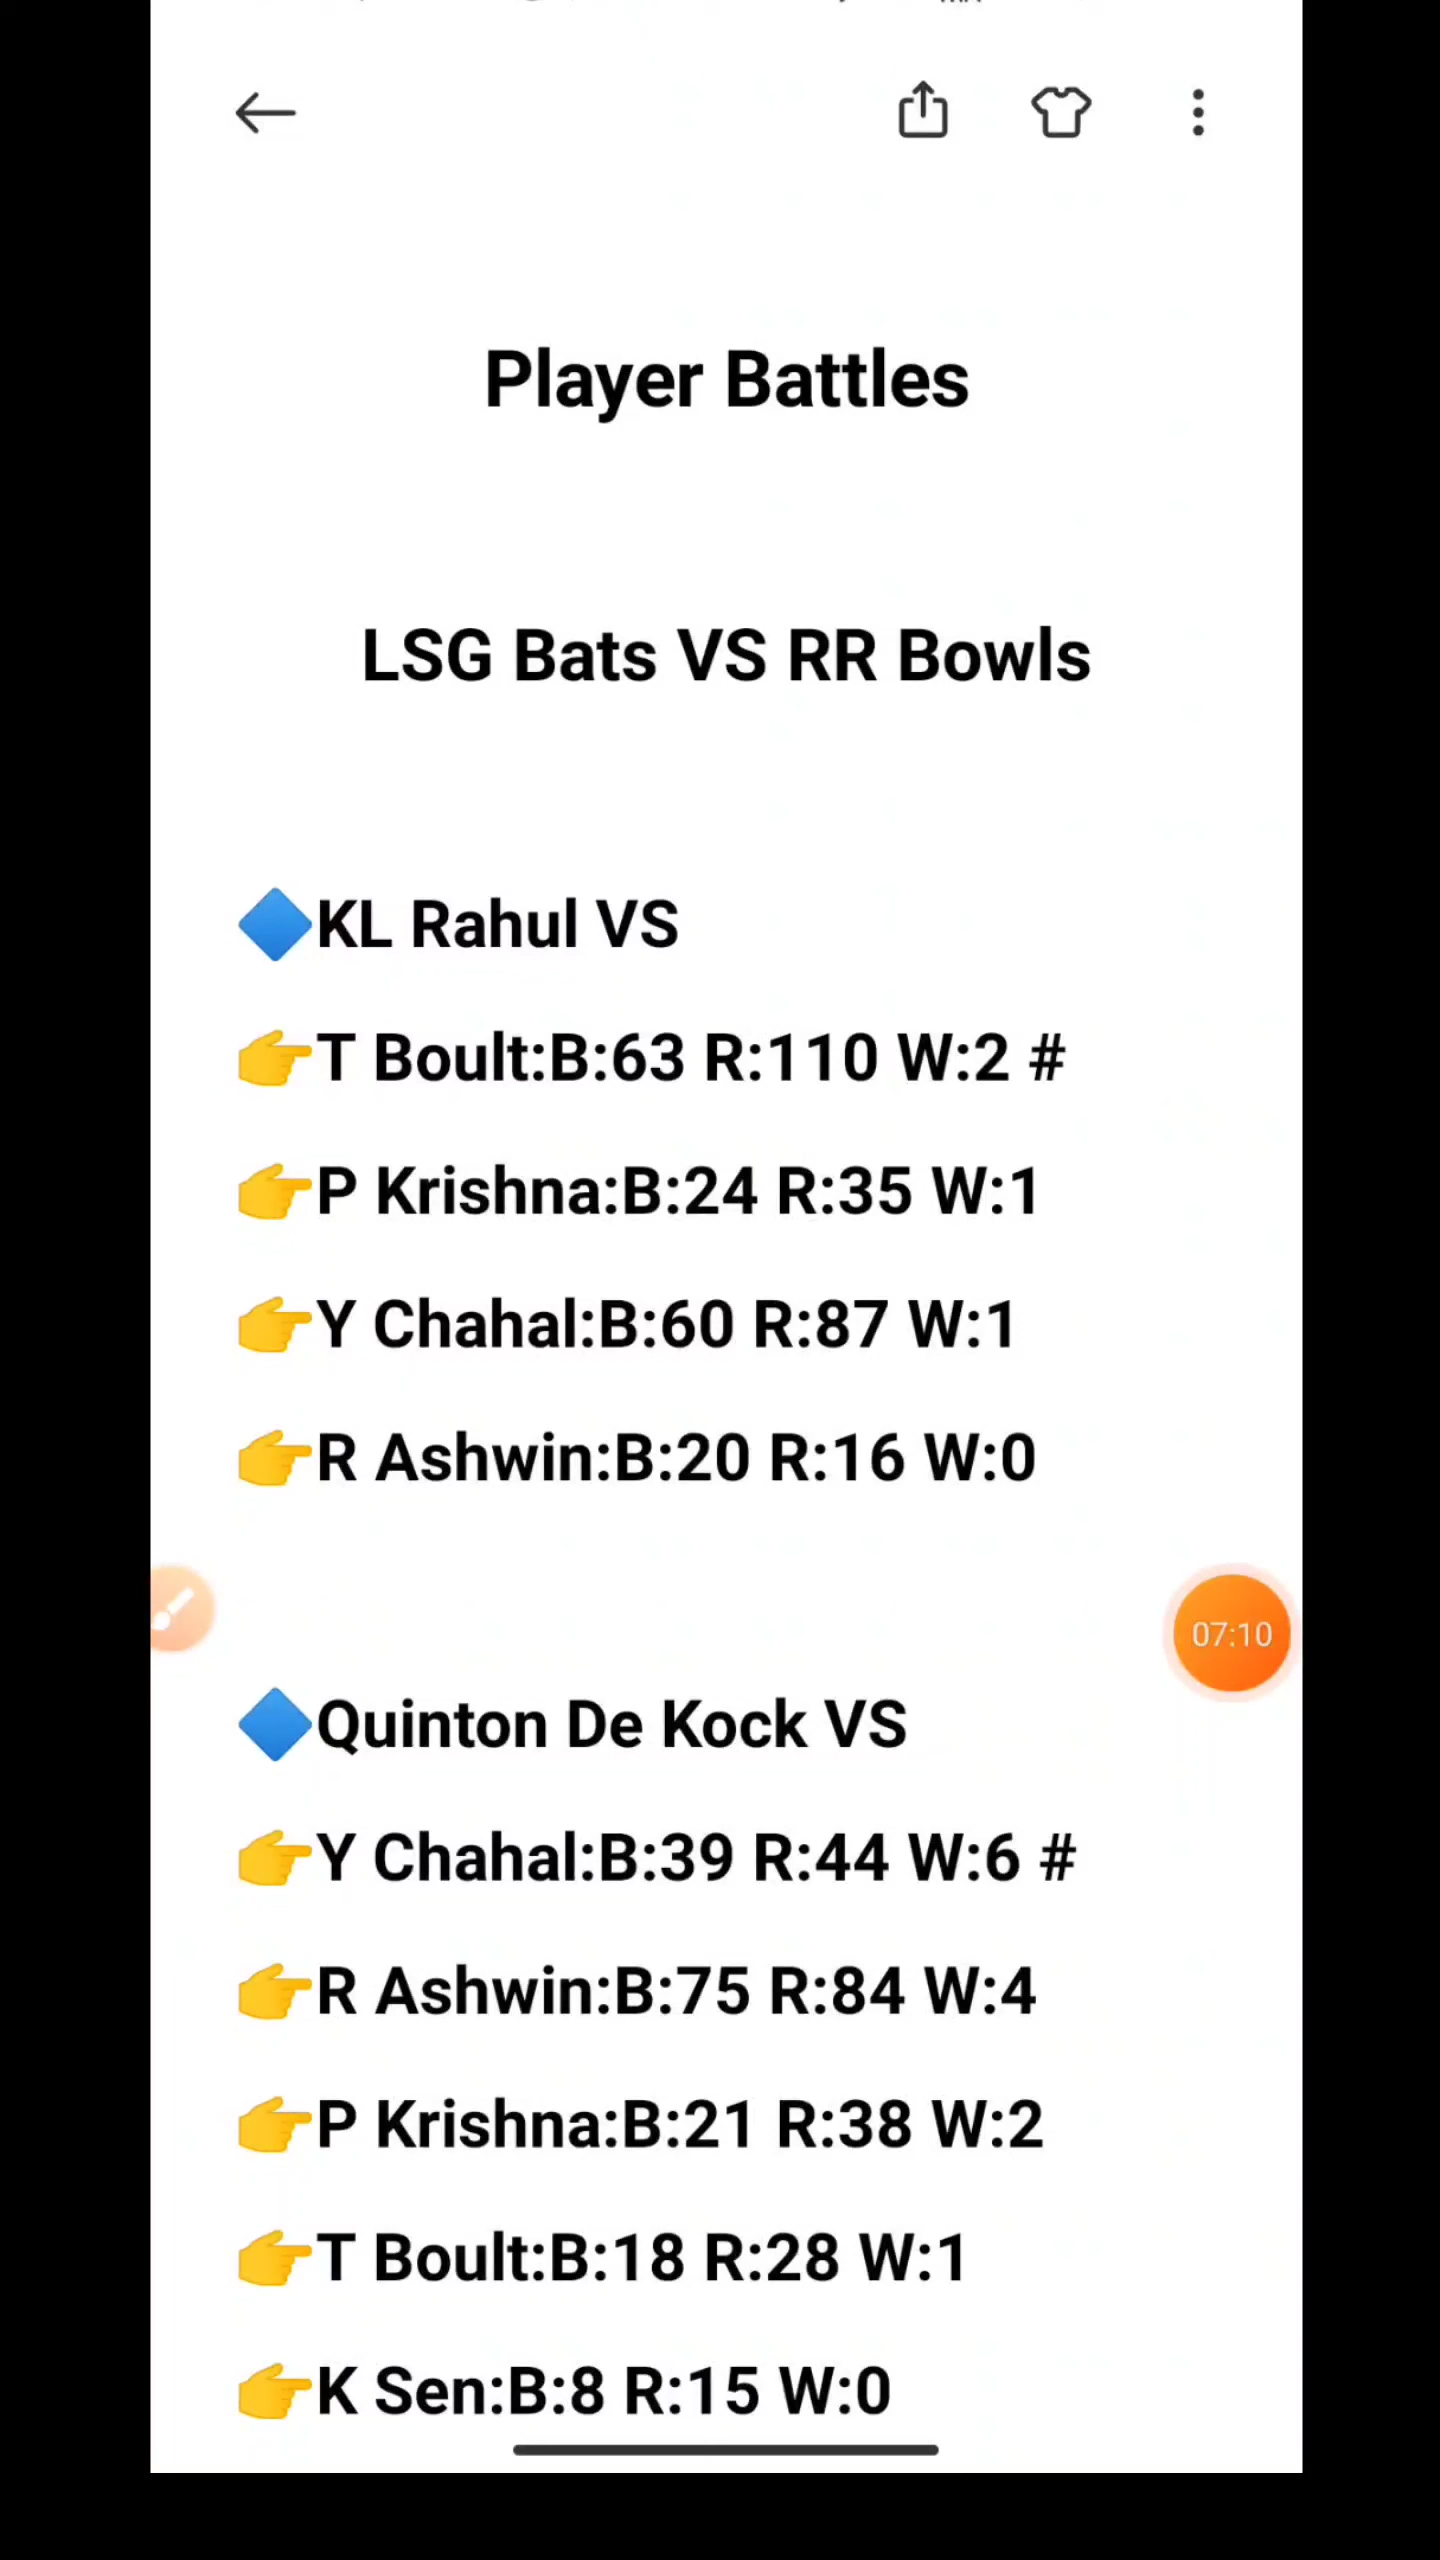 Player Battles
LSG Bats VS RR Bowls
🔷KL Rahul VS
👉T Boult:B:63 R:110 W:2 #
👉P Krishna:B:24 R:35 W:1
👉Y Chahal:B:60 R:87 W:1
👉R Ashwin:B:20 R:16 W:0
07:10
🔷Quinton De Kock VS
👉Y Chahal:B:39 R:44 W:6 #
👉R Ashwin:B:75 R:84 W:4
👉P Krishna:B:21 R:38 W:2
👉T Boult:B:18 R:28 W:1
👉K Sen:B:8 R:15 W:0